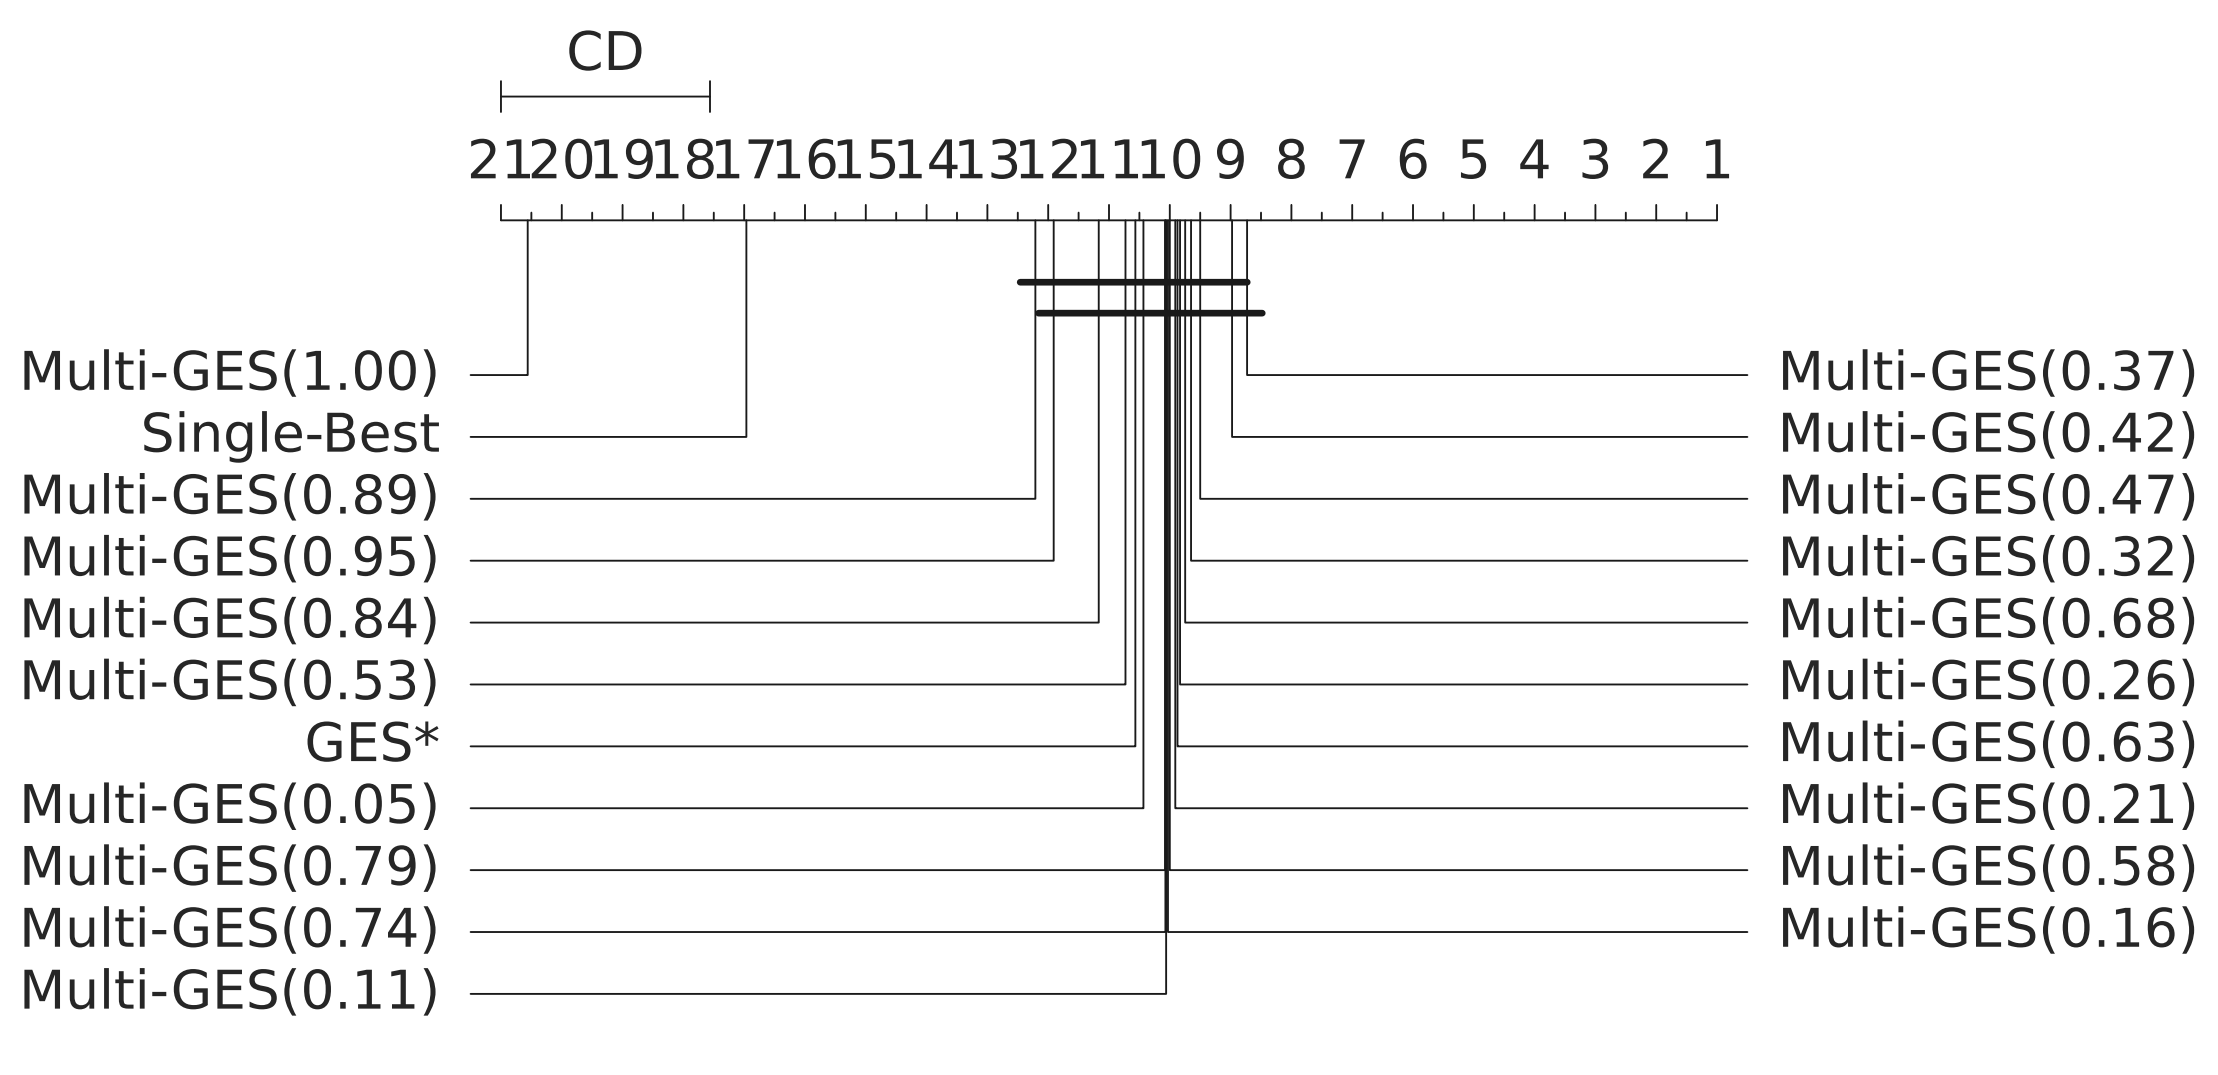 CD
21 20 19 18 17 16 15 14 13 12 11 10 9 8 7 6 5 4 3 2 1
Multi-GES(1.00)
Single-Best
Multi-GES(0.89)
Multi-GES(0.95)
Multi-GES(0.84)
Multi-GES(0.53)
GES*
Multi-GES(0.05)
Multi-GES(0.79)
Multi-GES(0.74)
Multi-GES(0.11)
Multi-GES(0.37)
Multi-GES(0.42)
Multi-GES(0.47)
Multi-GES(0.32)
Multi-GES(0.68)
Multi-GES(0.26)
Multi-GES(0.63)
Multi-GES(0.21)
Multi-GES(0.58)
Multi-GES(0.16)